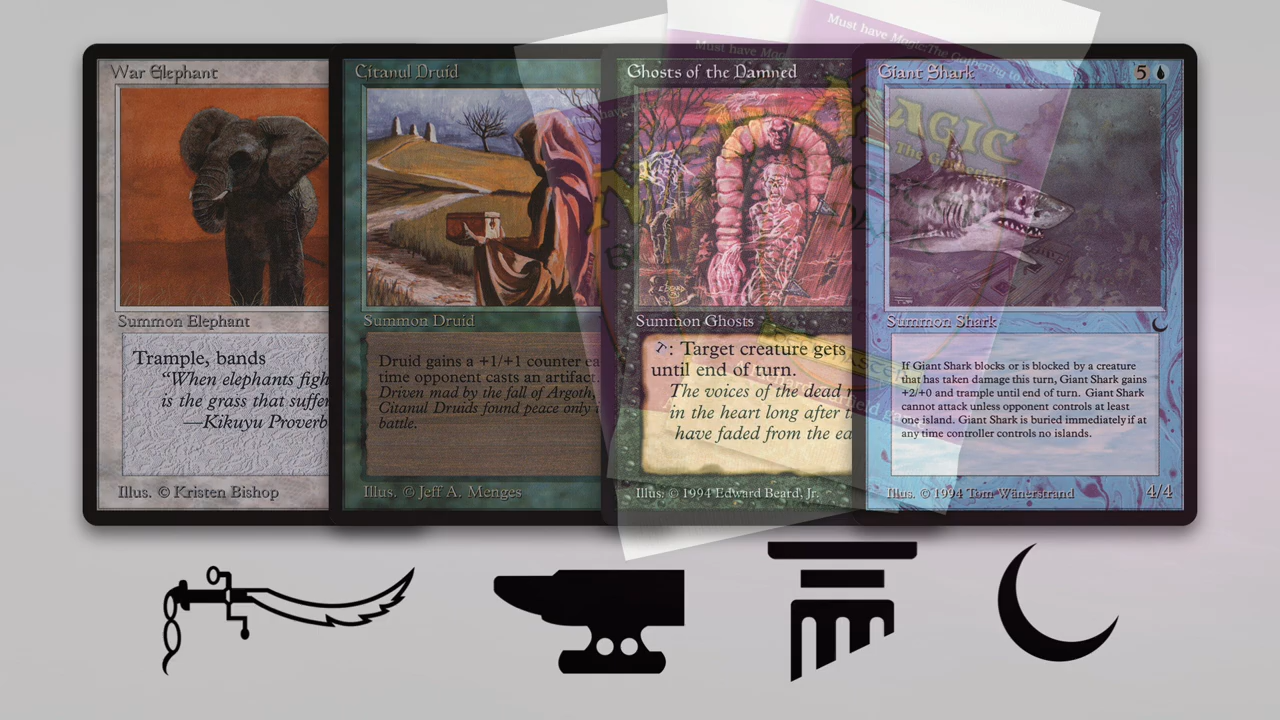 War Elephant
Summon Elephant
Trample, bands
"When elephants figh
is the grass that suffer
—Kikuyu Proverb
Illus. © Kristen Bishop
Citanul Druid
Summon Druid
Druid gains a +1/+1 counter ea
time opponent casts an artifact.
Driven mad by the fall of Argoth,
Citanul Druids found peace only
battle.
Illus. © Jeff A. Menges
Ghosts of the Damned
Summon Ghosts
: Target creature gets
until end of turn.
The voices of the dead r
in the heart long after t
have faded from the ea
Illus. © 1994 Edward Beard, Jr.
Giant Shark
5
Summon Shark
If Giant Shark blocks or is blocked by a creature
that has taken damage this turn, Giant Shark gains
+2/+0 and trample until end of turn. Giant Shark
cannot attack unless opponent controls at least
one island. Giant Shark is buried immediately if at
any time controller controls no islands.
Illus. © 1994 Tom Wänerstrand
4/4
Must have Magic:The Gathering to
Must have Mag
Must hav
MAGIC
The Ga